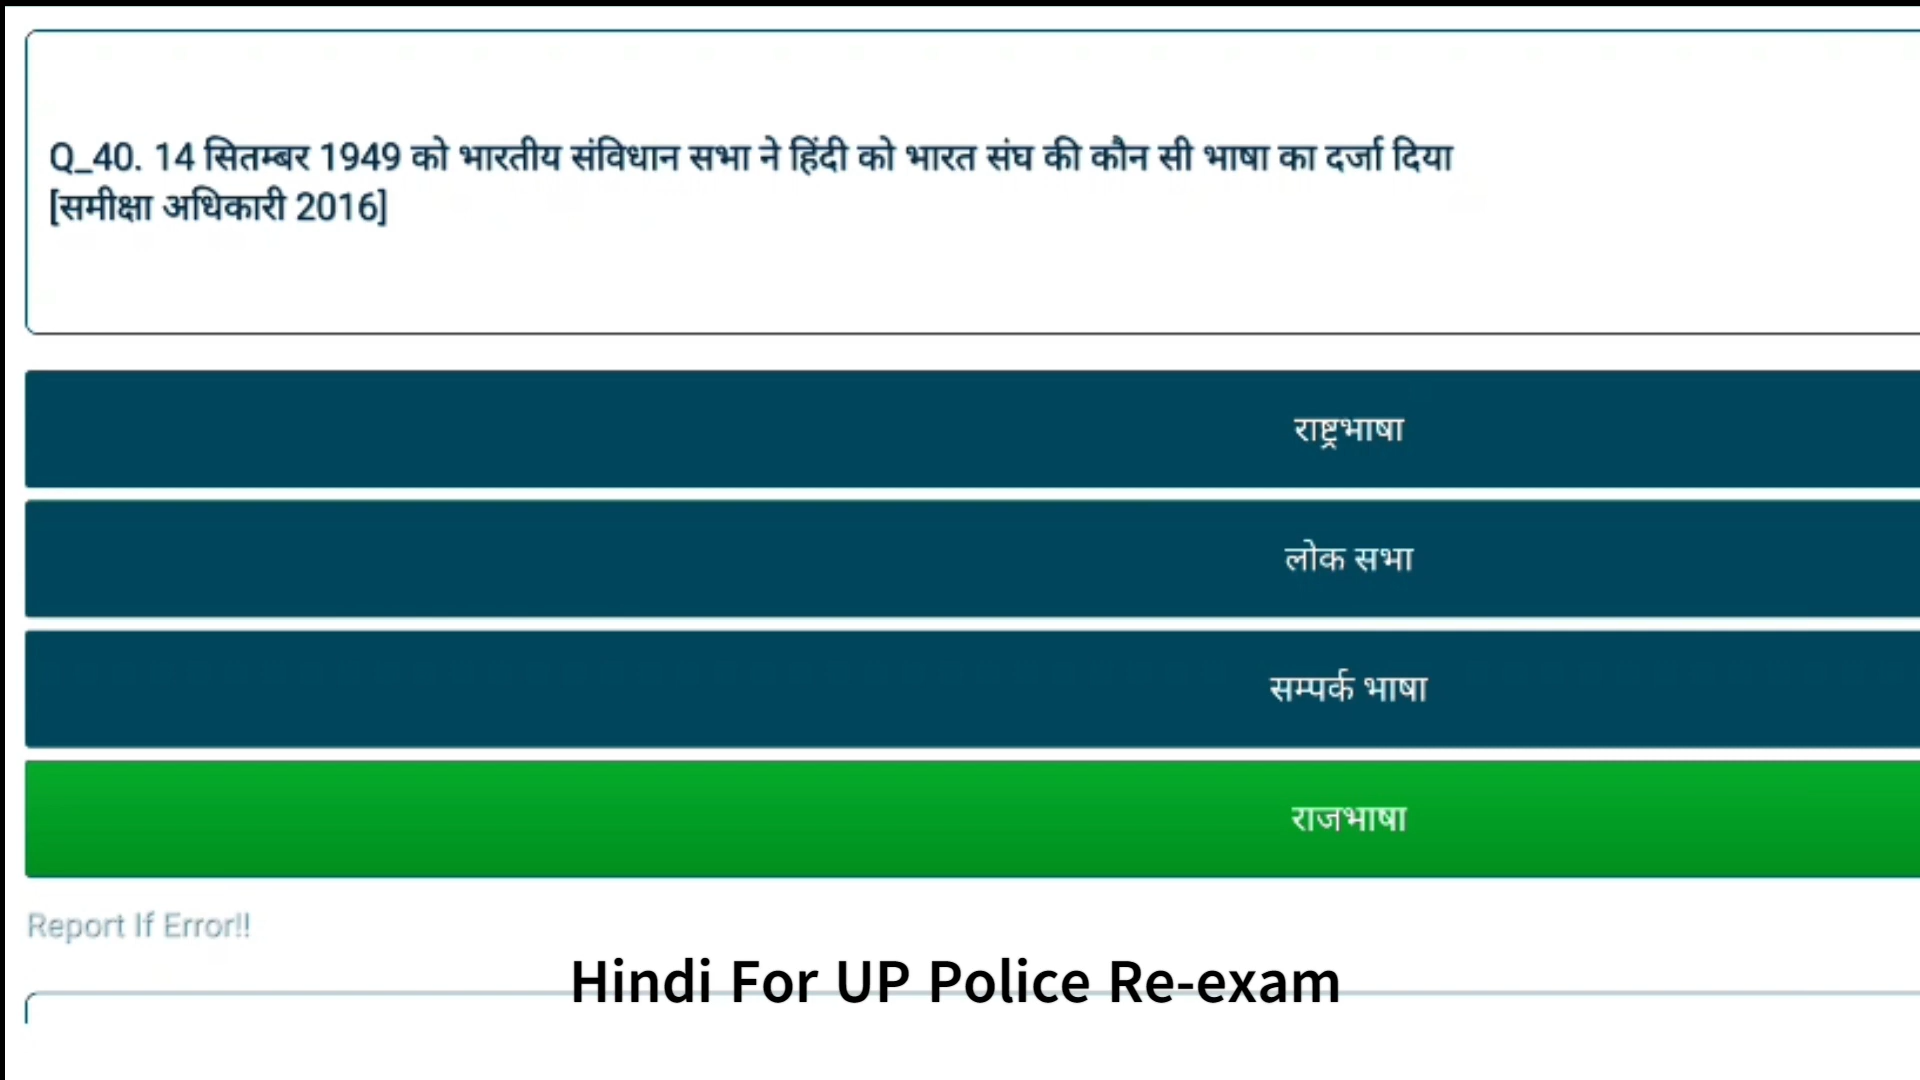 Q_40. 14 सितम्बर 1949 को भारतीय संविधान सभा ने हिंदी को भारत संघ की कौन सी भाषा का दर्जा दिया
[समीक्षा अधिकारी 2016]
राष्ट्रभाषा
लोक सभा
सम्पर्क भाषा
राजभाषा
Report If Error!!
Hindi For UP Police Re-exam